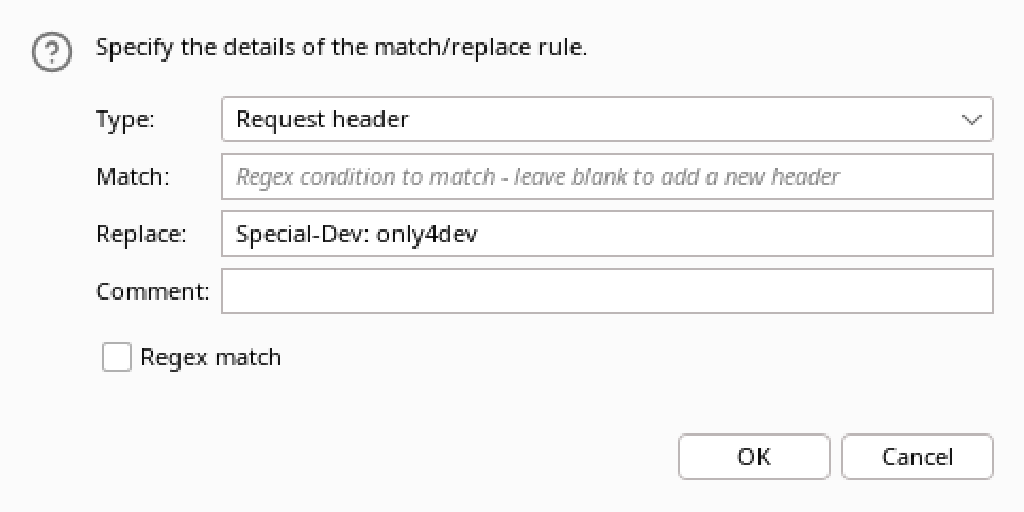 Specify the details of the match/replace rule.
Type: Request header
Match: Regex condition to match - leave blank to add a new header
Replace: Special-Dev: only4dev
Comment:
Regex match
OK Cancel